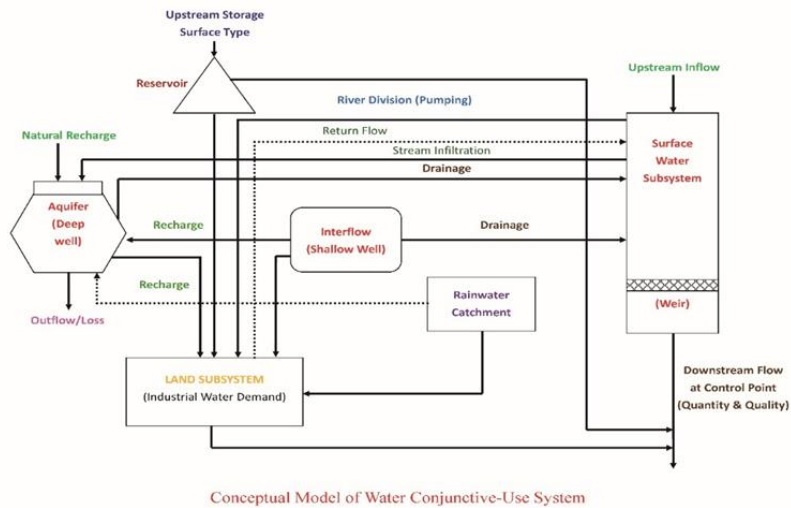 Upstream Storage
Surface Type
Reservoir
Upstream Inflow
River Division (Pumping)
Natural Recharge
Return Flow
Stream Infiltration
Drainage
Surface
Water
Subsystem
Aquifer
(Deep
well)
Recharge
Interflow
(Shallow Well)
Drainage
Recharge
Rainwater
Catchment
(Weir)
Outflow/Loss
LAND SUBSYSTEM
(Industrial Water Demand)
Downstream Flow
at Control Point
(Quantity & Quality)
Conceptual Model of Water Conjunctive-Use System